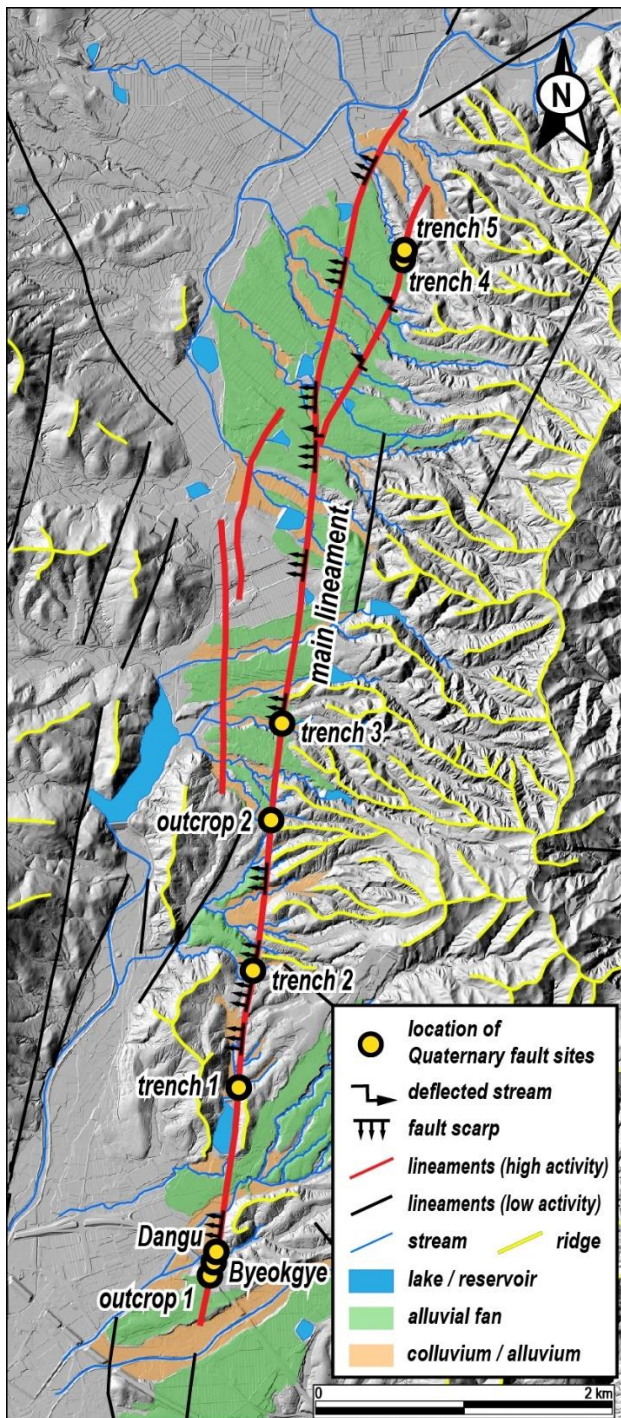 N
trench 5
trench 4
main lineament
trench 3
outcrop 2
trench 2
trench 1
Dangu
Byeokgye
outcrop 1
location of
Quaternary fault sites
deflected stream
fault scarp
lineaments (high activity)
lineaments (low activity)
stream ridge
lake / reservoir
alluvial fan
colluvium / alluvium
0 2 km